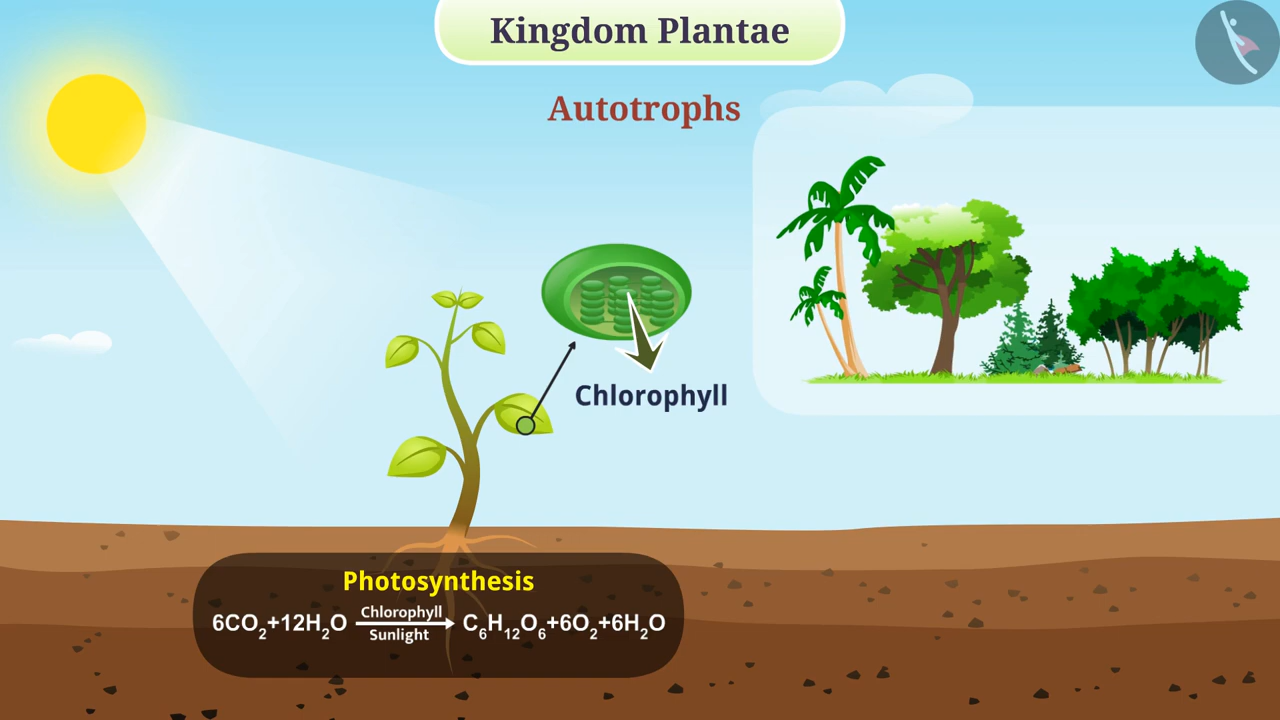 Kingdom Plantae
Autotrophs
Chlorophyll
Photosynthesis
6CO₂+12H₂O Chlorophyll Sunlight C₆H₁₂O₆+6O₂+6H₂O